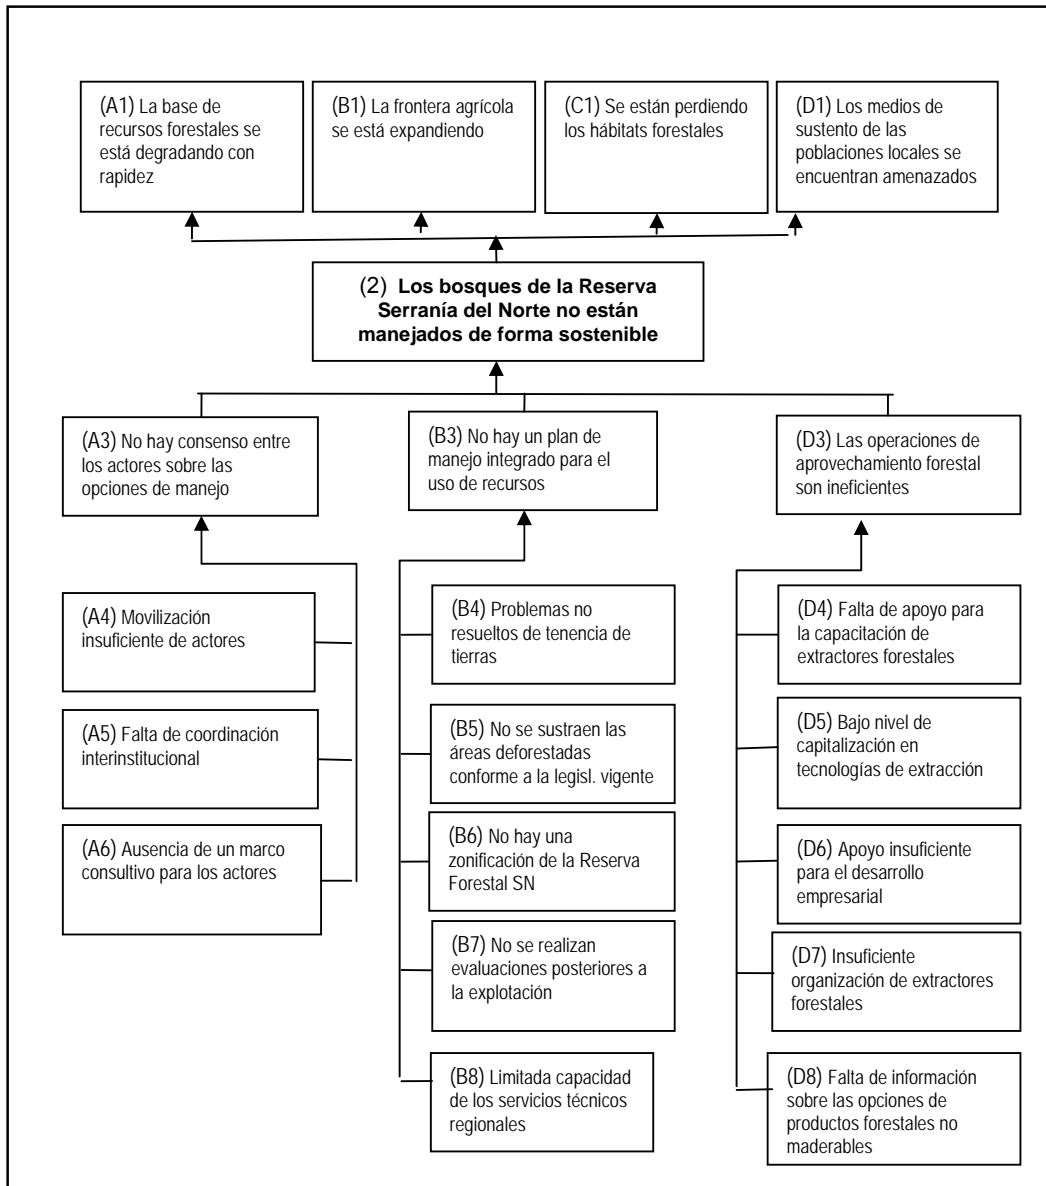 (A1) La base de
recursos forestales se
está degradando con
rapidez
(B1) La frontera agrícola
se está expandiendo
(C1) Se están perdiendo
los hábitats forestales
(D1) Los medios de
sustento de las
poblaciones locales se
encuentran amenazados
(2) Los bosques de la Reserva
Serranía del Norte no están
manejados de forma sostenible
(A3) No hay consenso entre
los actores sobre las
opciones de manejo
(B3) No hay un plan de
manejo integrado para el
uso de recursos
(D3) Las operaciones de
aprovechamiento forestal
son ineficientes
(A4) Movilización
insuficiente de actores
(A5) Falta de coordinación
interinstitucional
(A6) Ausencia de un marco
consultivo para los actores
(B4) Problemas no
resueltos de tenencia de
tierras
(B5) No se sustraen las
áreas deforestadas
conforme a la legisl. vigente
(B6) No hay una
zonificación de la Reserva
Forestal SN
(B7) No se realizan
evaluaciones posteriores a
la explotación
(B8) Limitada capacidad
de los servicios técnicos
regionales
(D4) Falta de apoyo para
la capacitación de
extractores forestales
(D5) Bajo nivel de
capitalización en
tecnologías de extracción
(D6) Apoyo insuficiente
para el desarrollo
empresarial
(D7) Insuficiente
organización de extractores
forestales
(D8) Falta de información
sobre las opciones de
productos forestales no
maderables